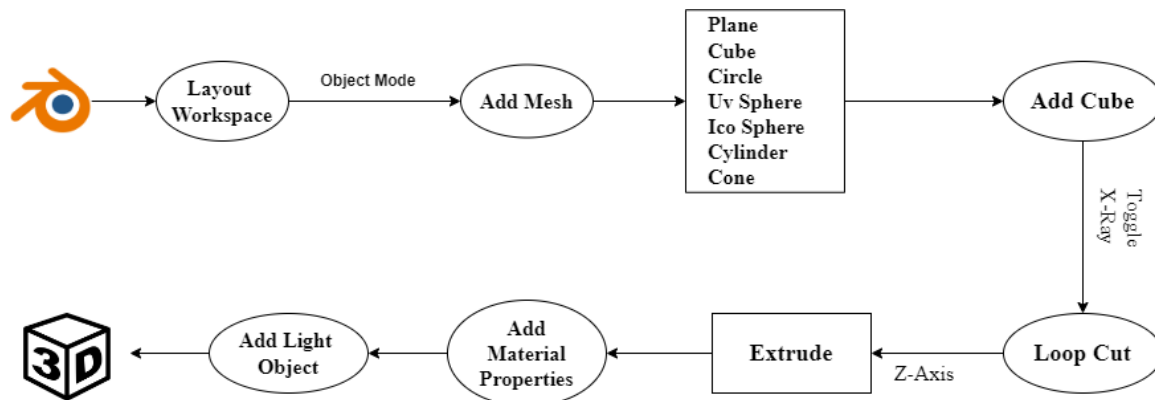 Layout
Workspace
Object Mode
Add Mesh
Plane
Cube
Circle
Uv Sphere
Ico Sphere
Cylinder
Cone
Add Cube
Toggle
X-Ray
Loop Cut
Z-Axis
Extrude
Add
Material
Properties
Add Light
Object
3D